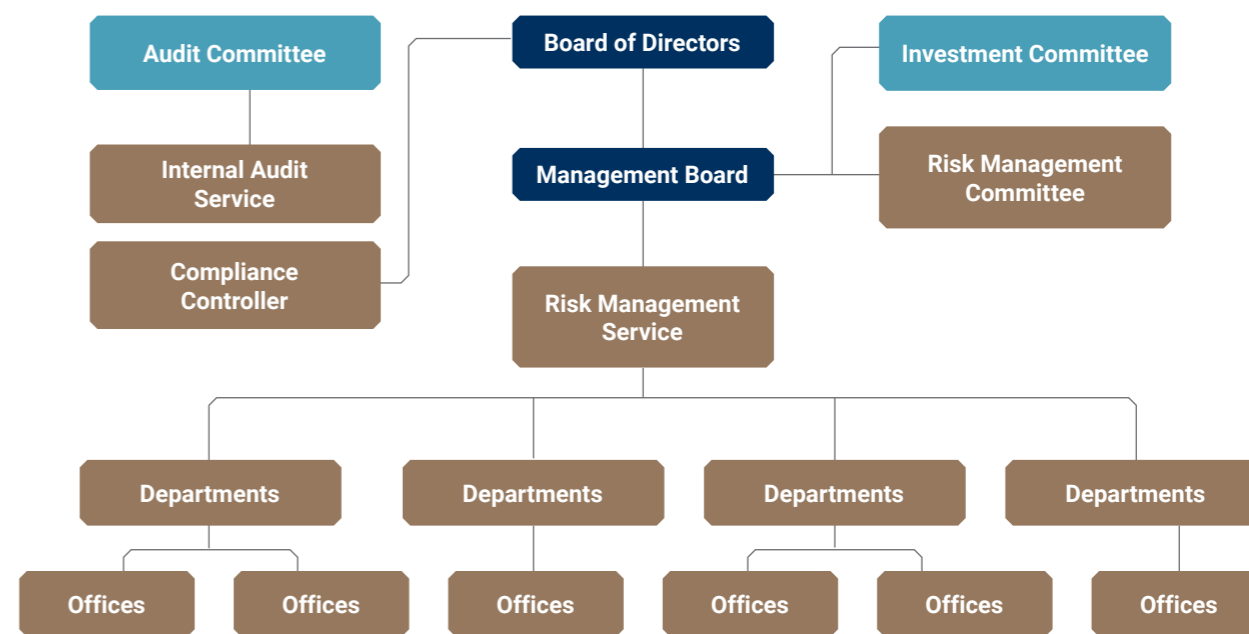 Audit Committee
Board of Directors
Investment Committee
Internal Audit
Service
Management Board
Risk Management
Committee
Compliance
Controller
Risk Management
Service
Departments
Departments
Departments
Departments
Offices
Offices
Offices
Offices
Offices
Offices